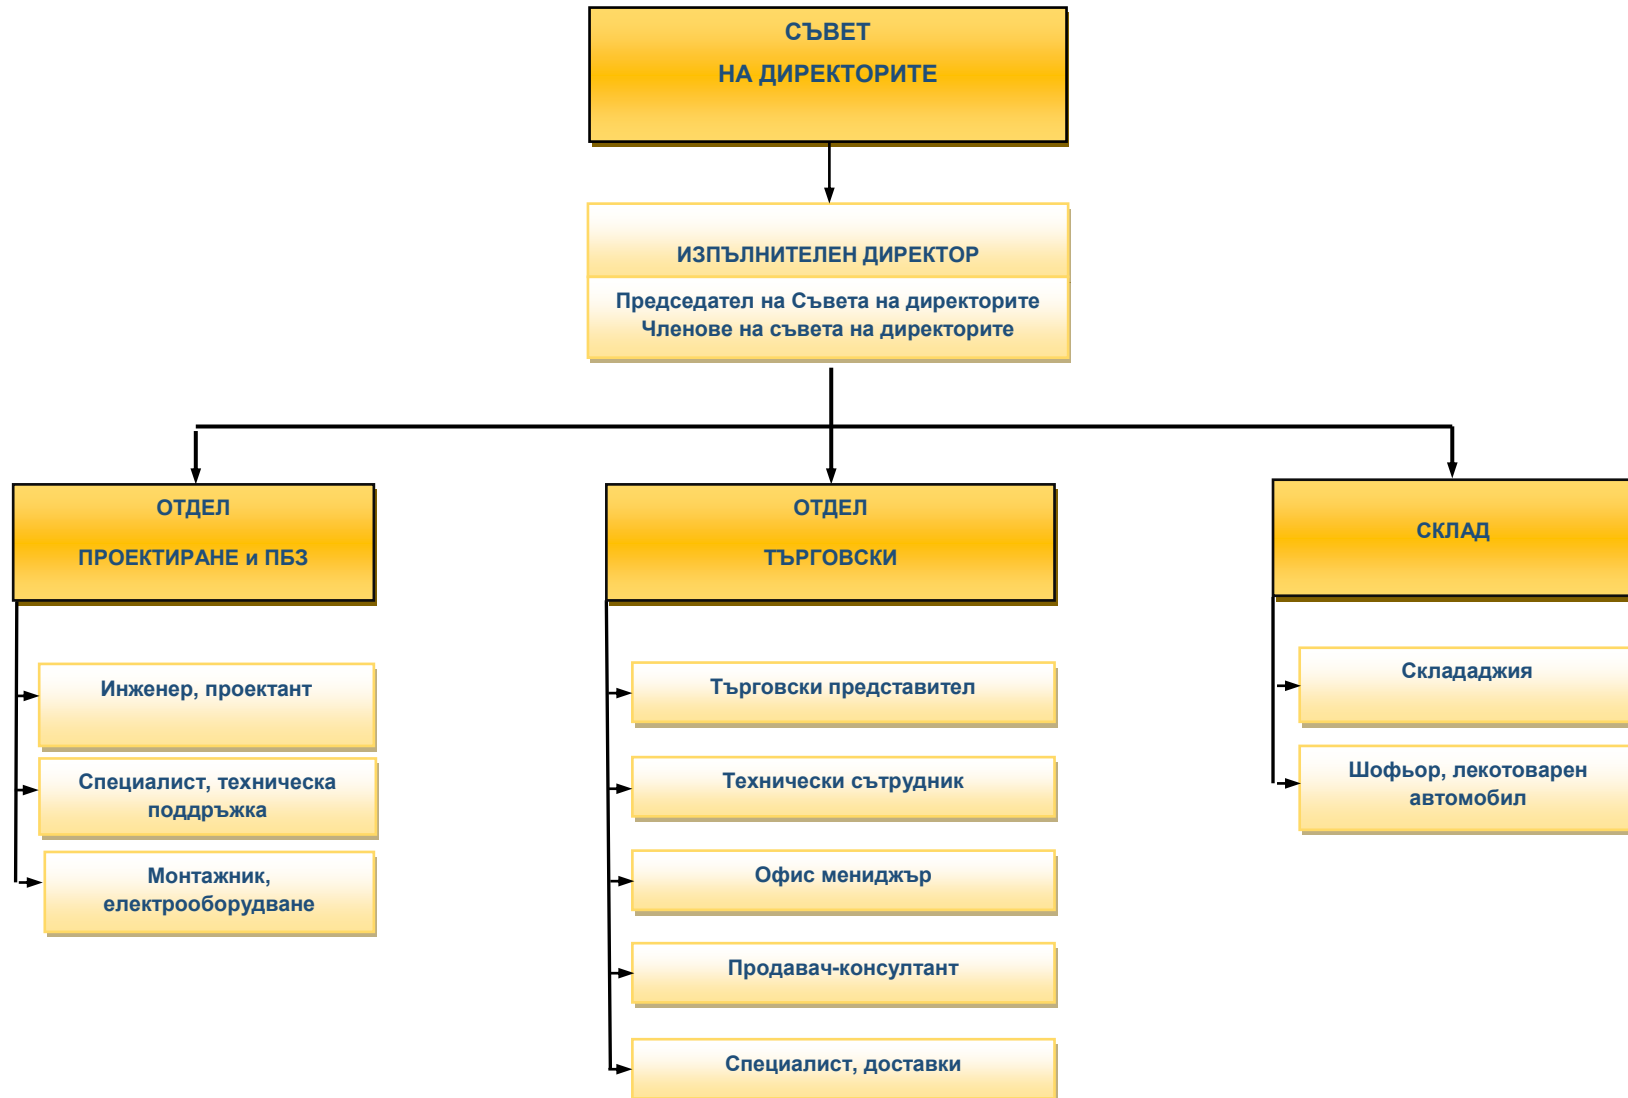 СЪВЕТ
НА ДИРЕКТОРИТЕ
ИЗПЪЛНИТЕЛЕН ДИРЕКТОР
Председател на Съвета на директорите
Членове на съвета на директорите
ОТДЕЛ
ПРОЕКТИРАНЕ и ПБЗ
Инженер, проектант
Специалист, техническа
поддръжка
Монтажник,
електрооборудване
ОТДЕЛ
ТЪРГОВСКИ
Търговски представител
Технически сътрудник
Офис мениджър
Продавач-консултант
Специалист, доставки
СКЛАД
Склададжия
Шофьор, лекотоварен
автомобил